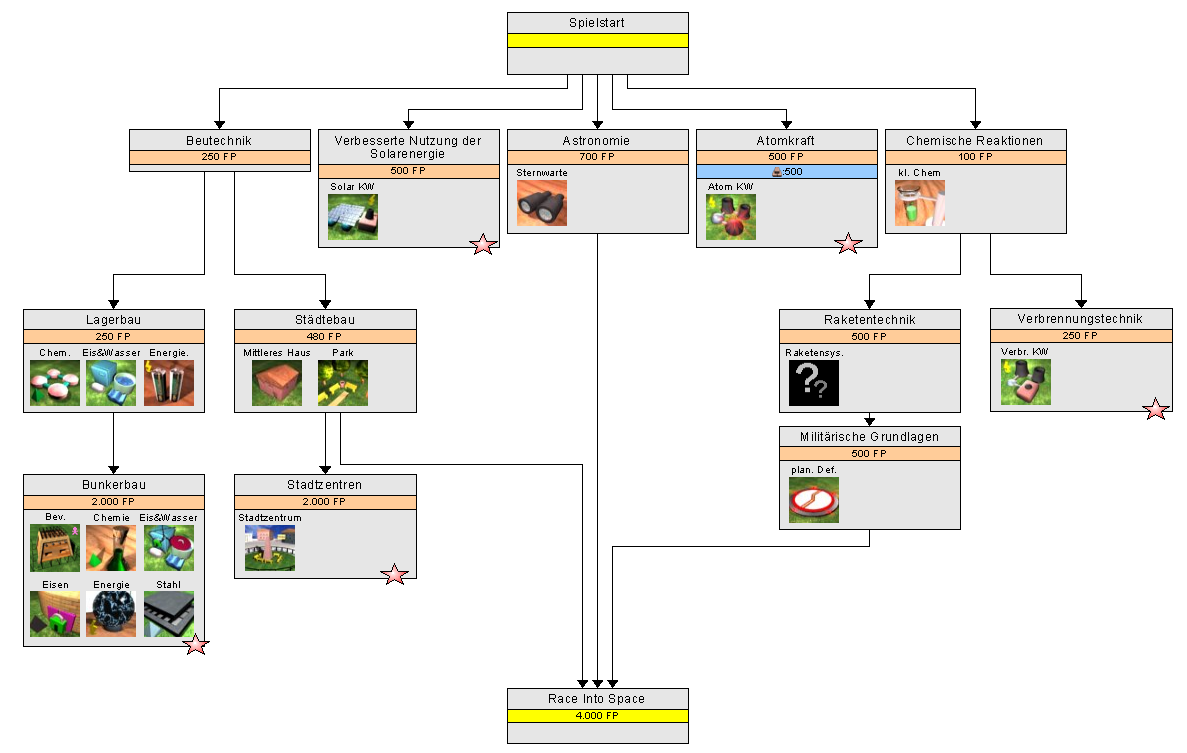 Spielstart
Beutechnik
250 FP
Verbesserte Nutzung der
Solarenergie
500 FP
Solar KW
Astronomie
700 FP
Sternwarte
Atomkraft
500 FP
:500
Atom KW
Chemische Reaktionen
100 FP
kl. Chem
Lagerbau
250 FP
Chem. Eis&Wasser Energie.
Städtebau
480 FP
Mittleres Haus Park
Raketentechnik
500 FP
Raketensys.
??
Verbrennungstechnik
250 FP
Verbr. KW
Militärische Grundlagen
500 FP
plan. Def.
Bunkerbau
2.000 FP
Bev. Chemie Eis&Wasser
Eisen Energie Stahl
Stadtzentren
2.000 FP
Stadtzentrum
Race Into Space
4.000 FP